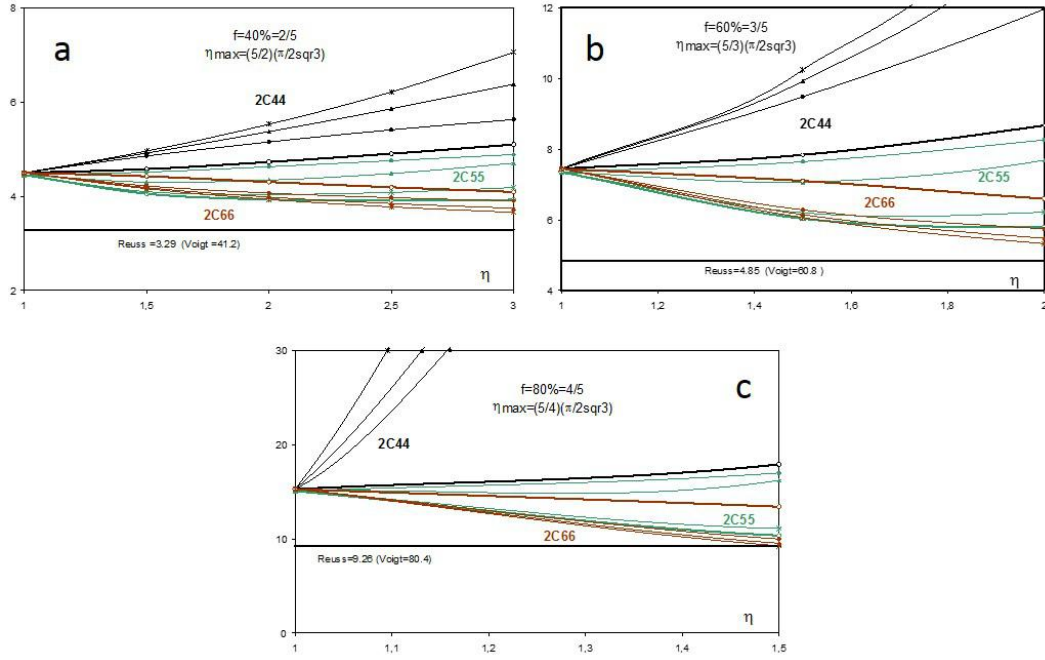 a
f=40%=2/5
ηmax=(5/2)(π/2sqr3)
2C44
2C55
2C66
Reuss =3.29 (Voigt =41.2)
η
8
6
4
2
1
1,5
2
2,5
3
b
f=60%=3/5
ηmax=(5/3)(π/2sqr3)
2C44
2C55
2C66
Reuss=4.85 (Voigt=60.8 )
η
12
10
8
6
4
1
1,2
1,4
1,6
1,8
2
c
f=80%=4/5
ηmax=(5/4)(π/2sqr3)
2C44
2C55
2C66
Reuss=9.26 (Voigt=80.4)
η
30
20
10
0
1
1,1
1,2
1,3
1,4
1,5